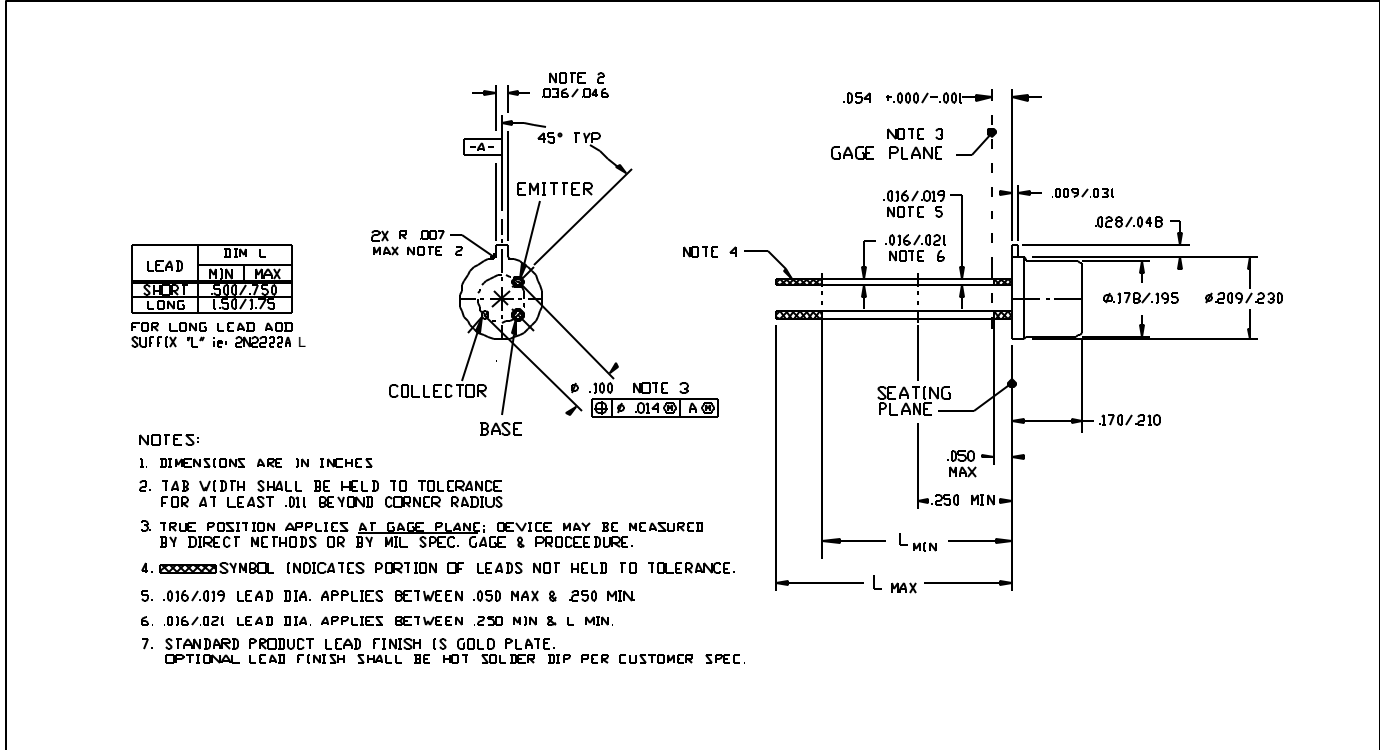 NOTE 2
.036/.046
45° TYP
-A-
EMITTER
2X R .007
MAX NOTE 2
LEAD
DIM L
MIN MAX
SHORT .500/.750
LONG 1.50/1.75
FOR LONG LEAD ADD
SUFFIX "L" ie: 2N2222A L
COLLECTOR
BASE
ø .100 NOTE 3
⌖ ø .014 Ⓜ A Ⓜ
.054 +.000/-.001
NOTE 3
GAGE PLANE
.009/.031
.016/.019
NOTE 5
.028/.048
NOTE 4
.016/.021
NOTE 6
ø.178/.195
ø.209/.230
SEATING
PLANE
.170/.210
.050
MAX
.250 MIN
L MIN
L MAX
NOTES:
1. DIMENSIONS ARE IN INCHES
2. TAB WIDTH SHALL BE HELD TO TOLERANCE
FOR AT LEAST .011 BEYOND CORNER RADIUS
3. TRUE POSITION APPLIES AT GAGE PLANE; DEVICE MAY BE MEASURED
BY DIRECT METHODS OR BY MIL SPEC. GAGE & PROCEEDURE.
4. SYMBOL INDICATES PORTION OF LEADS NOT HELD TO TOLERANCE.
5. .016/.019 LEAD DIA. APPLIES BETWEEN .050 MAX & .250 MIN.
6. .016/.021 LEAD DIA. APPLIES BETWEEN .250 MIN & L MIN.
7. STANDARD PRODUCT LEAD FINISH IS GOLD PLATE.
OPTIONAL LEAD FINISH SHALL BE HOT SOLDER DIP PER CUSTOMER SPEC.